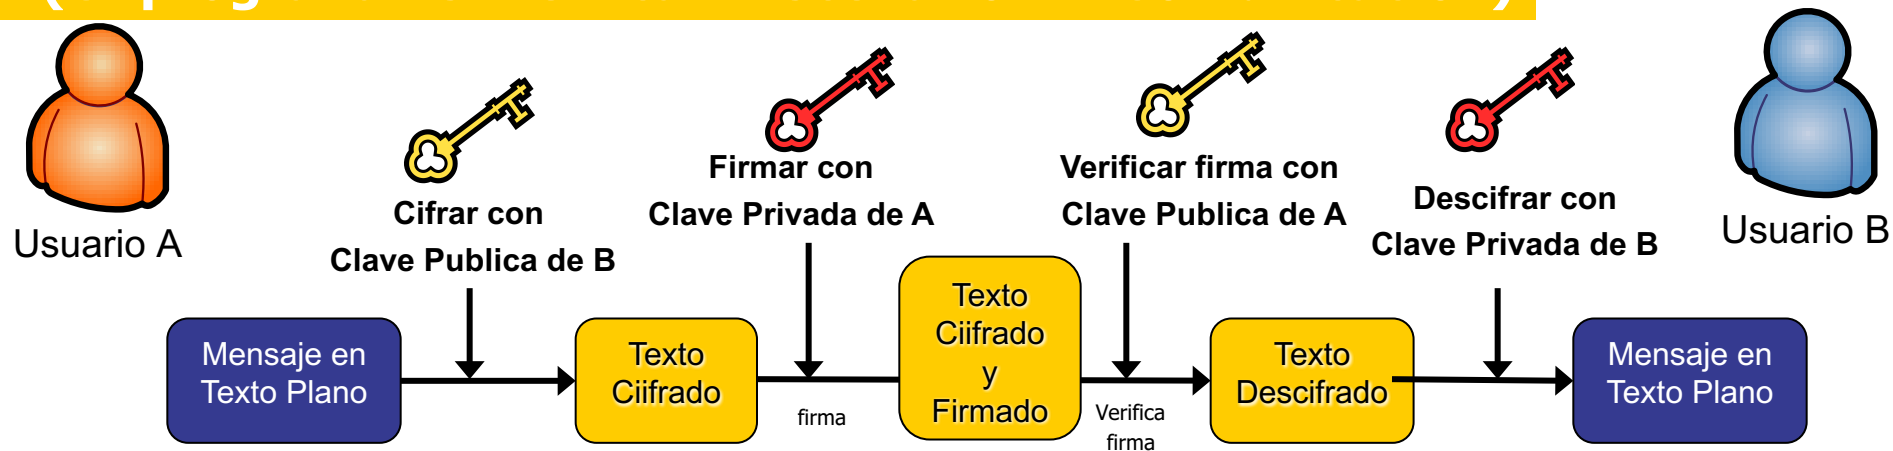 Usuario A
Cifrar con
Clave Publica de B
Firmar con
Clave Privada de A
Verificar firma con
Clave Publica de A
Descifrar con
Clave Privada de B
Usuario B
Mensaje en
Texto Plano
Texto
Ciifrado
firma
Texto
Ciifrado
y
Firmado
Verifica
firma
Texto
Descifrado
Mensaje en
Texto Plano